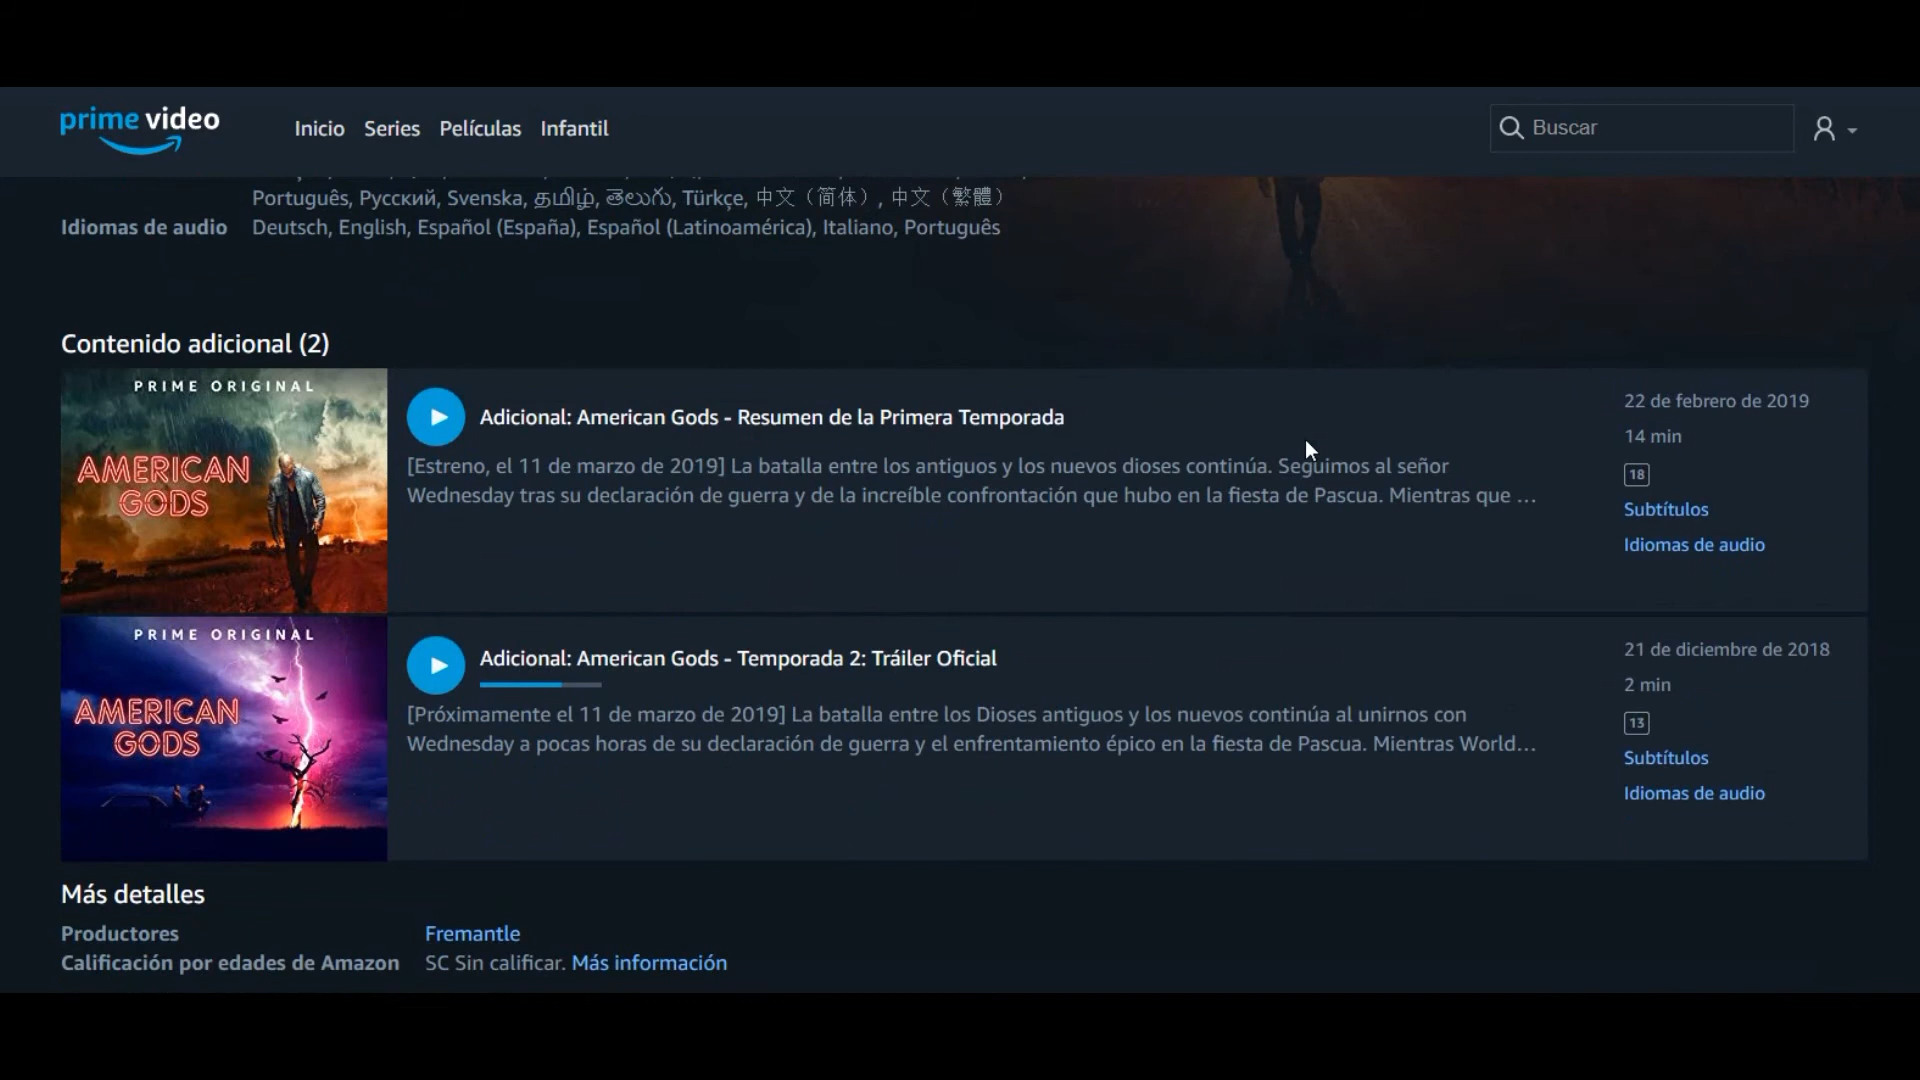 prime video
Inicio Series Películas Infantil
Buscar
Português, Русский, Svenska, தமிழ், తెలుగు, Türkçe, 中文（简体）, 中文（繁體）
Idiomas de audio Deutsch, English, Español (España), Español (Latinoamérica), Italiano, Português
Contenido adicional (2)
PRIME ORIGINAL
AMERICAN
GODS
Adicional: American Gods - Resumen de la Primera Temporada
[Estreno, el 11 de marzo de 2019] La batalla entre los antiguos y los nuevos dioses continúa. Seguimos al señor
Wednesday tras su declaración de guerra y de la increíble confrontación que hubo en la fiesta de Pascua. Mientras que ...
22 de febrero de 2019
14 min
18
Subtítulos
Idiomas de audio
PRIME ORIGINAL
AMERICAN
GODS
Adicional: American Gods - Temporada 2: Tráiler Oficial
[Próximamente el 11 de marzo de 2019] La batalla entre los Dioses antiguos y los nuevos continúa al unirnos con
Wednesday a pocas horas de su declaración de guerra y el enfrentamiento épico en la fiesta de Pascua. Mientras World...
21 de diciembre de 2018
2 min
13
Subtítulos
Idiomas de audio
Más detalles
Productores Fremantle
Calificación por edades de Amazon SC Sin calificar. Más información